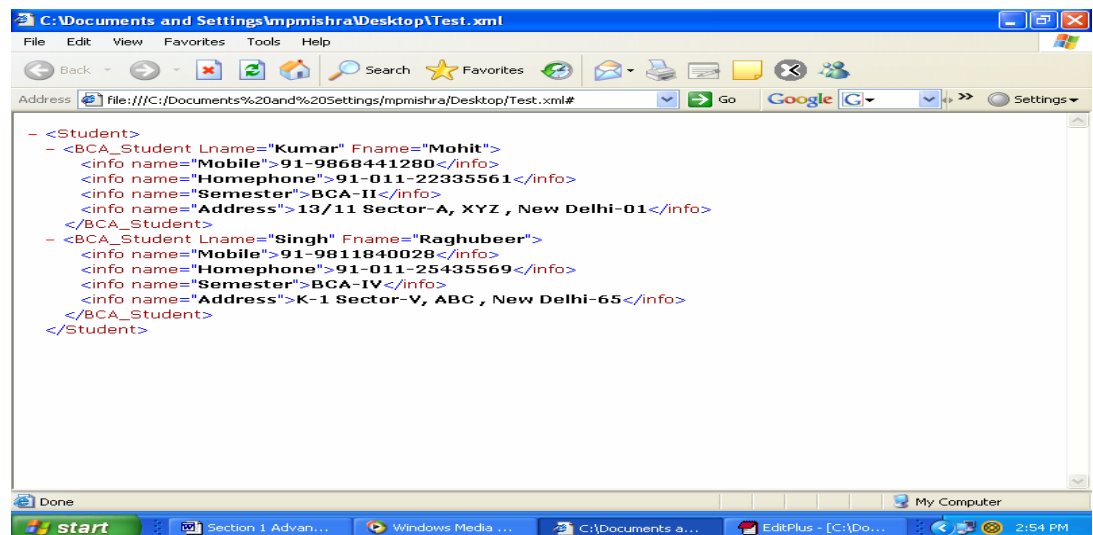 C:\Documents and Settings\mpmishra\Desktop\Test.xml
File Edit View Favorites Tools Help
Back Search Favorites
Address file:///C:/Documents%20and%20Settings/mpmishra/Desktop/Test.xml# Go Google G >> Settings
- <Student>
- <BCA_Student Lname="Kumar" Fname="Mohit">
<info name="Mobile">91-9868441280</info>
<info name="Homephone">91-011-22335561</info>
<info name="Semester">BCA-II</info>
<info name="Address">13/11 Sector-A, XYZ , New Delhi-01</info>
</BCA_Student>
- <BCA_Student Lname="Singh" Fname="Raghubeer">
<info name="Mobile">91-9811840028</info>
<info name="Homephone">91-011-25435569</info>
<info name="Semester">BCA-IV</info>
<info name="Address">K-1 Sector-V, ABC , New Delhi-65</info>
</BCA_Student>
</Student>
Done My Computer
start Section 1 Advan... Windows Media ... C:\Documents a... EditPlus - [C:\Do... 2:54 PM